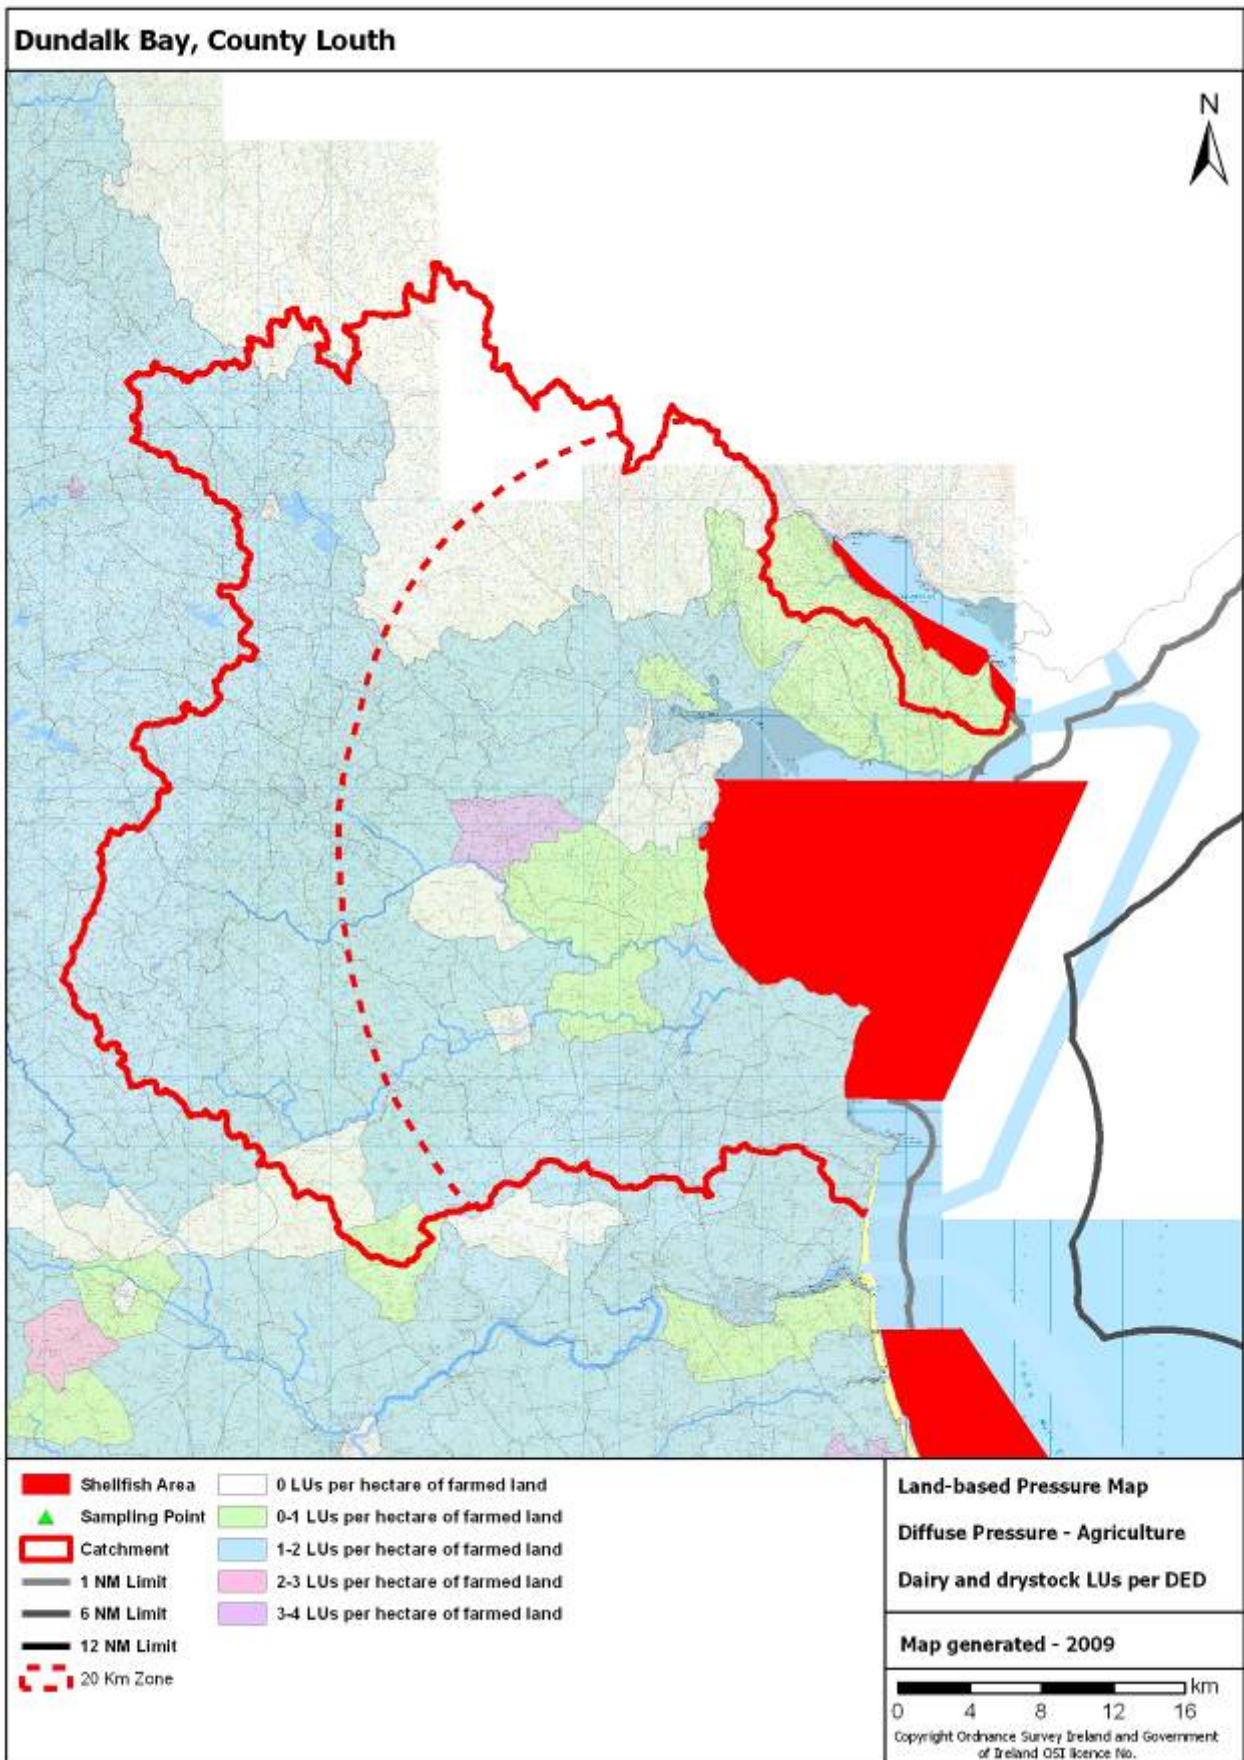 Dundalk Bay, County Louth
N
Shellfish Area
Sampling Point
Catchment
1 NM Limit
6 NM Limit
12 NM Limit
20 Km Zone
0 LUs per hectare of farmed land
0-1 LUs per hectare of farmed land
1-2 LUs per hectare of farmed land
2-3 LUs per hectare of farmed land
3-4 LUs per hectare of farmed land
Land-based Pressure Map
Diffuse Pressure - Agriculture
Dairy and drystock LUs per DED
Map generated - 2009
km
0 4 8 12 16
Copyright Ordnance Survey Ireland and Government
of Ireland OSI licence No.